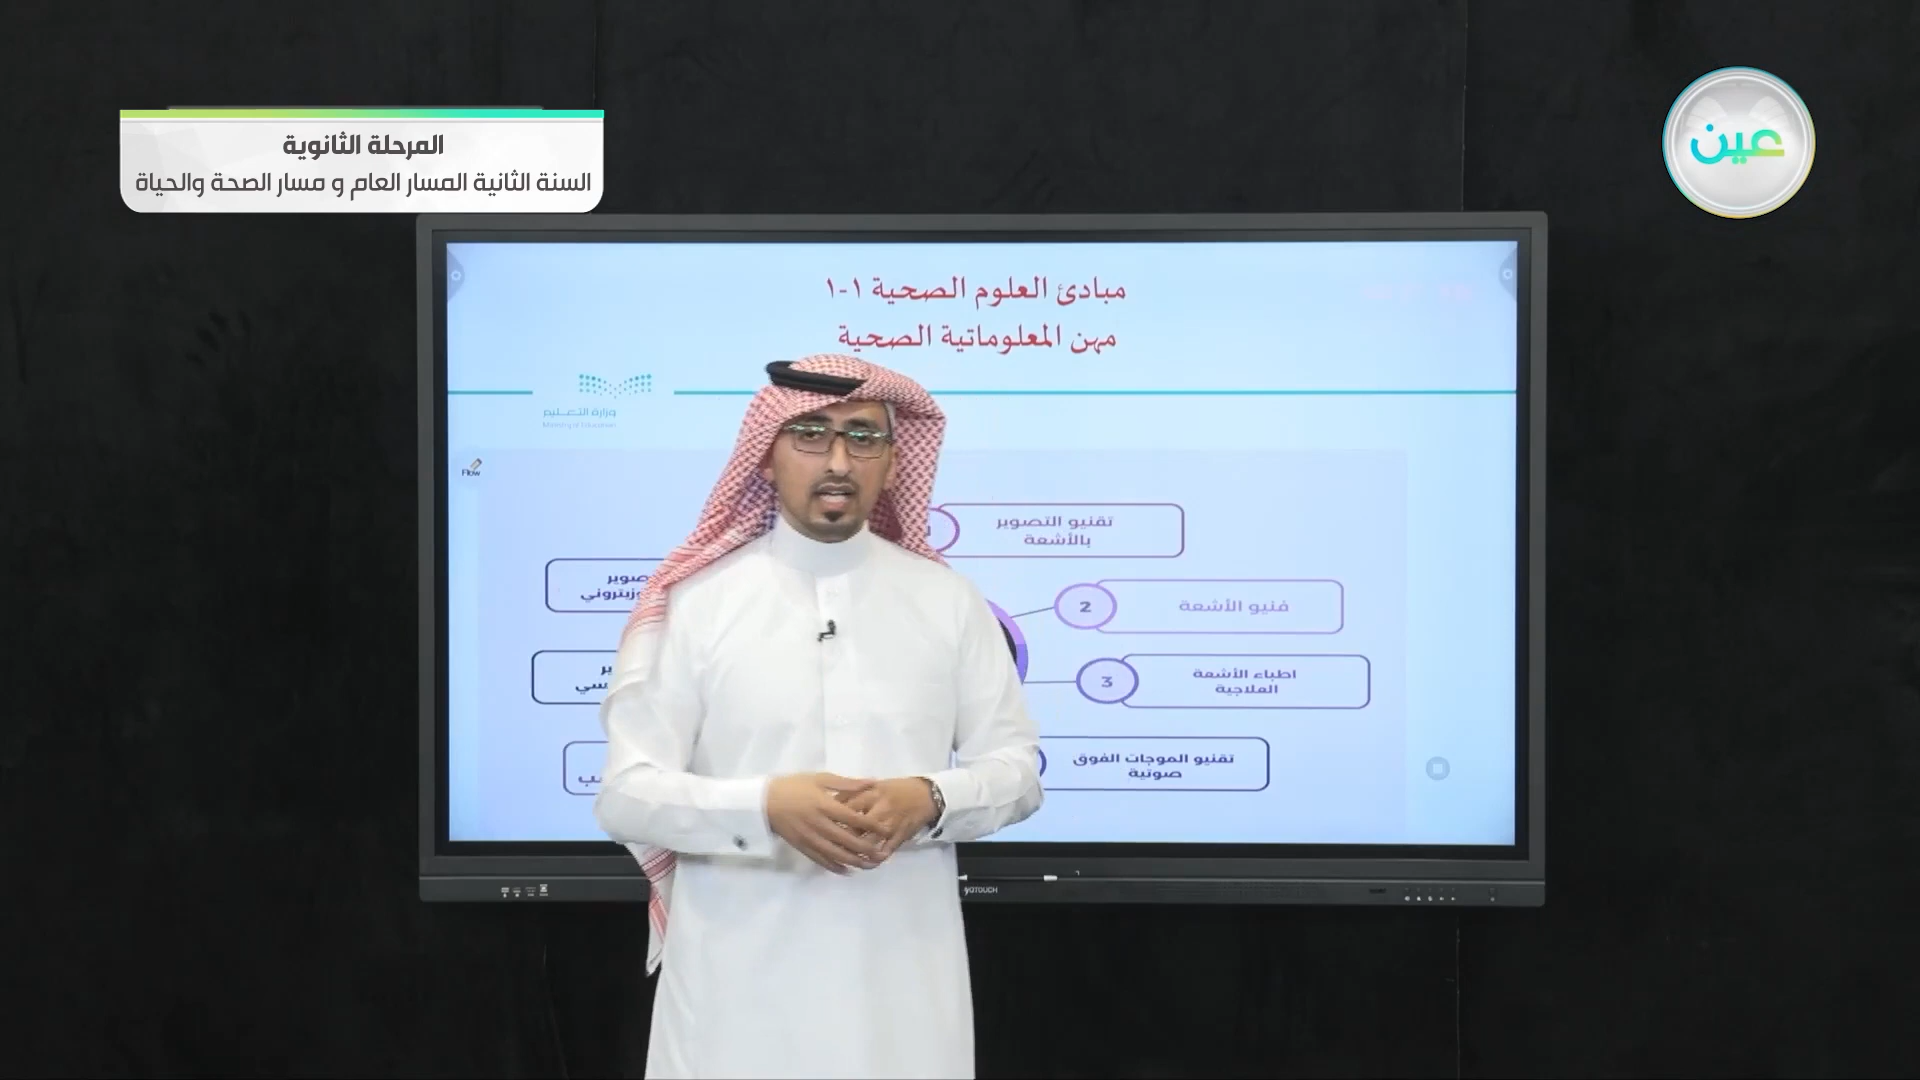 المرحلة الثانوية
السنة الثانية المسار العام و مسار الصحة والحياة
عين
مبادئ العلوم الصحية ١-١
مهن المعلوماتية الصحية
وزارة التعليم
Ministry of Education
Flow
تقنيو التصوير
بالأشعة
2
فنيو الأشعة
3
اطباء الأشعة
العلاجية
تقنيو الموجات الفوق
صوتية